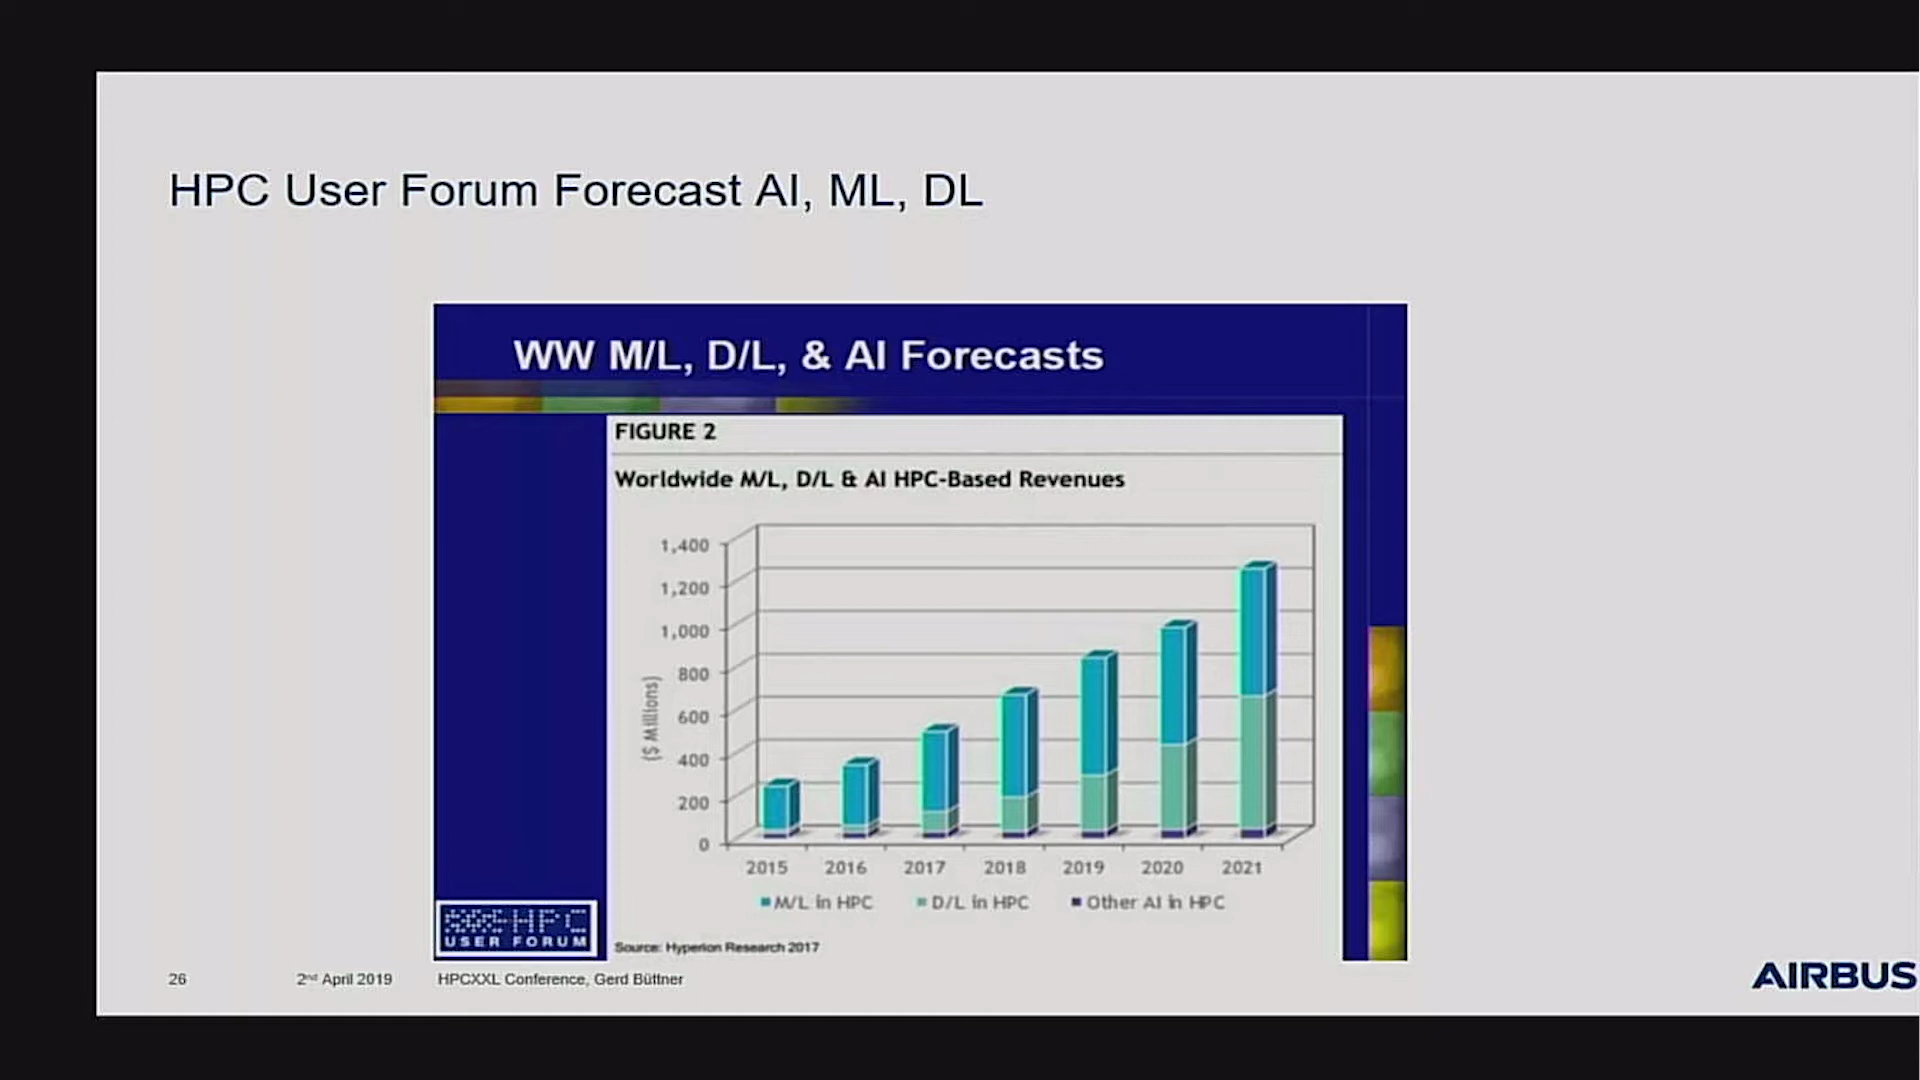 HPC User Forum Forecast AI, ML, DL
WW M/L, D/L, & AI Forecasts
FIGURE 2
Worldwide M/L, D/L & AI HPC-Based Revenues
($ Millions)
1,400
1,200
1,000
800
600
400
200
0
2015 2016 2017 2018 2019 2020 2021
M/L in HPC D/L in HPC Other AI in HPC
HPC
USER FORUM
Source: Hyperion Research 2017
26 2nd April 2019 HPCXXL Conference, Gerd Büttner
AIRBUS